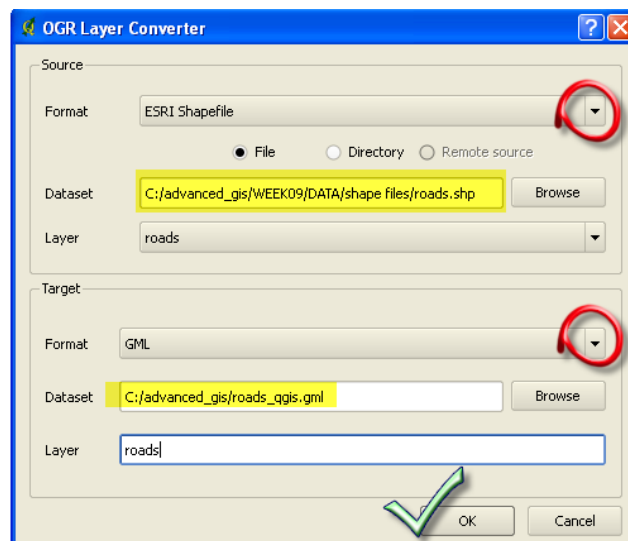 OGR Layer Converter
Source
Format ESRI Shapefile
File Directory Remote source
Dataset C:/advanced_gis/WEEK09/DATA/shape files/roads.shp Browse
Layer roads
Target
Format GML
Dataset C:/advanced_gis/roads_qgis.gml Browse
Layer roads
OK Cancel